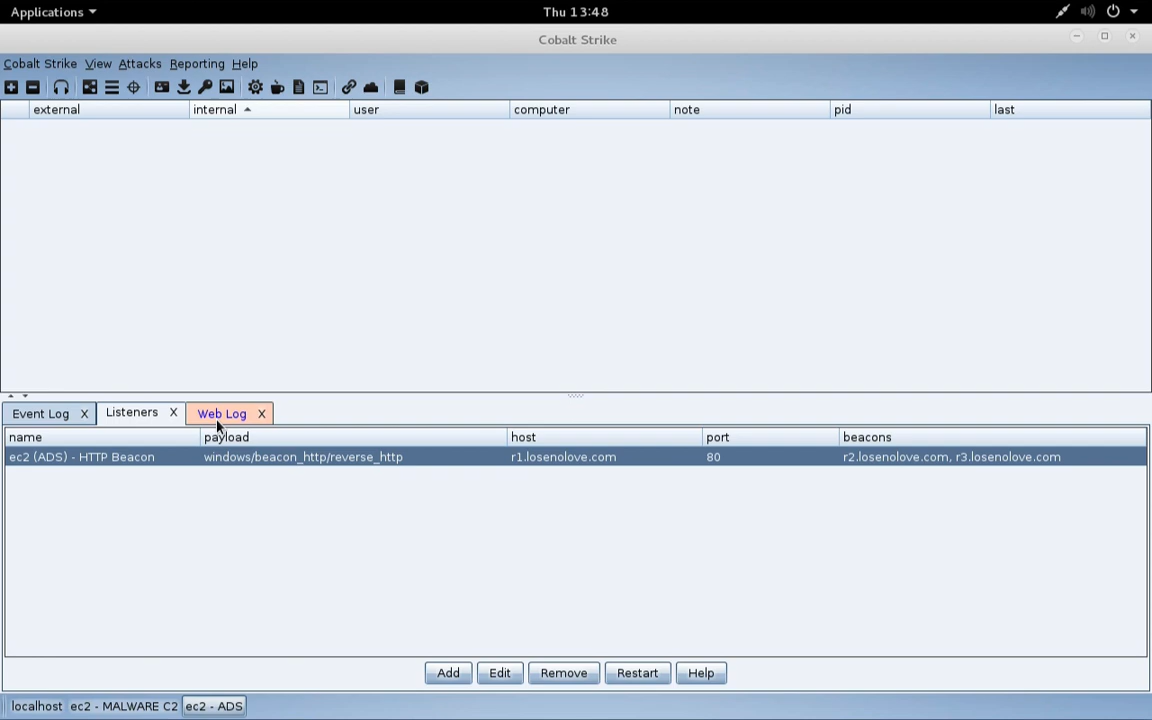 Applications Thu 13:48
Cobalt Strike
Cobalt Strike View Attacks Reporting Help
external internal user computer note pid last
Event Log X Listeners X Web Log X
name payload host port beacons
ec2 (ADS) - HTTP Beacon windows/beacon_http/reverse_http r1.losenolove.com 80 r2.losenolove.com, r3.losenolove.com
Add Edit Remove Restart Help
localhost ec2 - MALWARE C2 ec2 - ADS